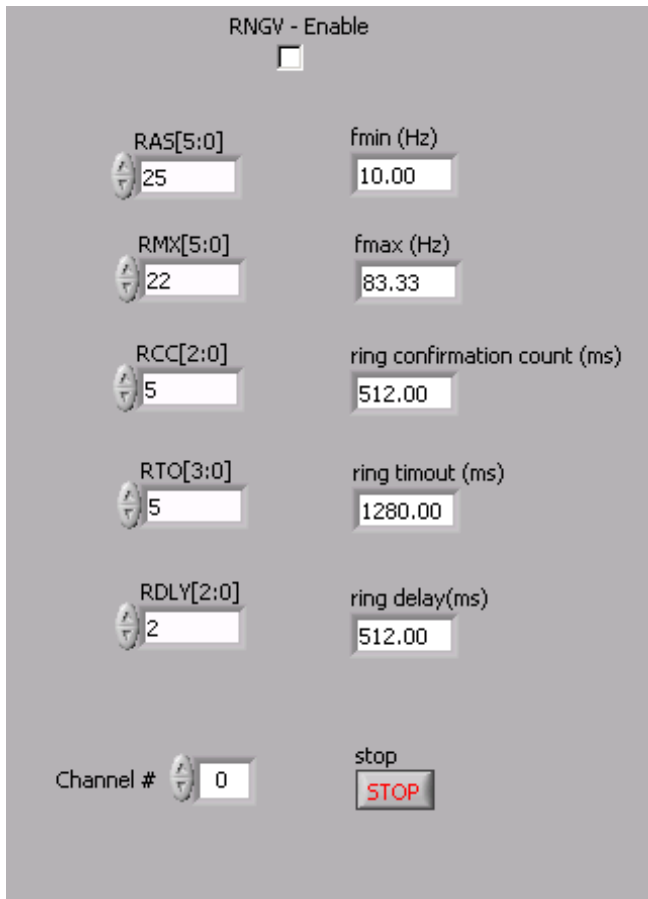 RNGV - Enable
RAS[5:0]
fmin (Hz)
25
10.00
RMX[5:0]
fmax (Hz)
22
83.33
RCC[2:0]
ring confirmation count (ms)
5
512.00
RTO[3:0]
ring timout (ms)
5
1280.00
RDLY[2:0]
ring delay(ms)
2
512.00
stop
Channel #
0
STOP